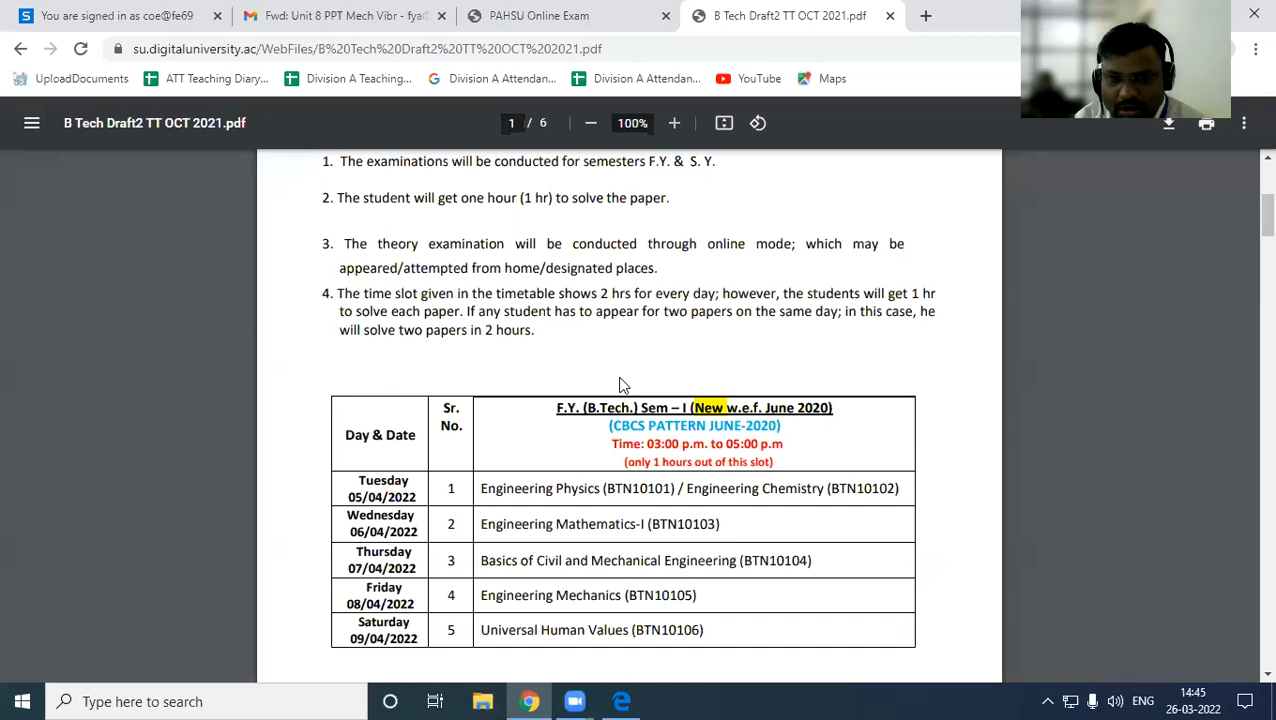 You are signed in as coe@fe69
Fwd: Unit 8 PPT Mech Vibr - fya@
PAHSU Online Exam
B Tech Draft2 TT OCT 2021.pdf
su.digitaluniversity.ac/WebFiles/B%20Tech%20Draft2%20TT%20OCT%202021.pdf
UploadDocuments
ATT Teaching Diary...
Division A Teaching...
Division A Attendan...
Division A Attendan...
YouTube
Maps
B Tech Draft2 TT OCT 2021.pdf
1 / 6
100%
1. The examinations will be conducted for semesters F.Y. & S. Y.
2. The student will get one hour (1 hr) to solve the paper.
3. The theory examination will be conducted through online mode; which may be
appeared/attempted from home/designated places.
4. The time slot given in the timetable shows 2 hrs for every day; however, the students will get 1 hr
to solve each paper. If any student has to appear for two papers on the same day; in this case, he
will solve two papers in 2 hours.
Day & Date
Sr.
No.
F.Y. (B.Tech.) Sem – I (New w.e.f. June 2020)
(CBCS PATTERN JUNE-2020)
Time: 03:00 p.m. to 05:00 p.m
(only 1 hours out of this slot)
Tuesday
05/04/2022
1
Engineering Physics (BTN10101) / Engineering Chemistry (BTN10102)
Wednesday
06/04/2022
2
Engineering Mathematics-I (BTN10103)
Thursday
07/04/2022
3
Basics of Civil and Mechanical Engineering (BTN10104)
Friday
08/04/2022
4
Engineering Mechanics (BTN10105)
Saturday
09/04/2022
5
Universal Human Values (BTN10106)
Type here to search
ENG
14:45
26-03-2022